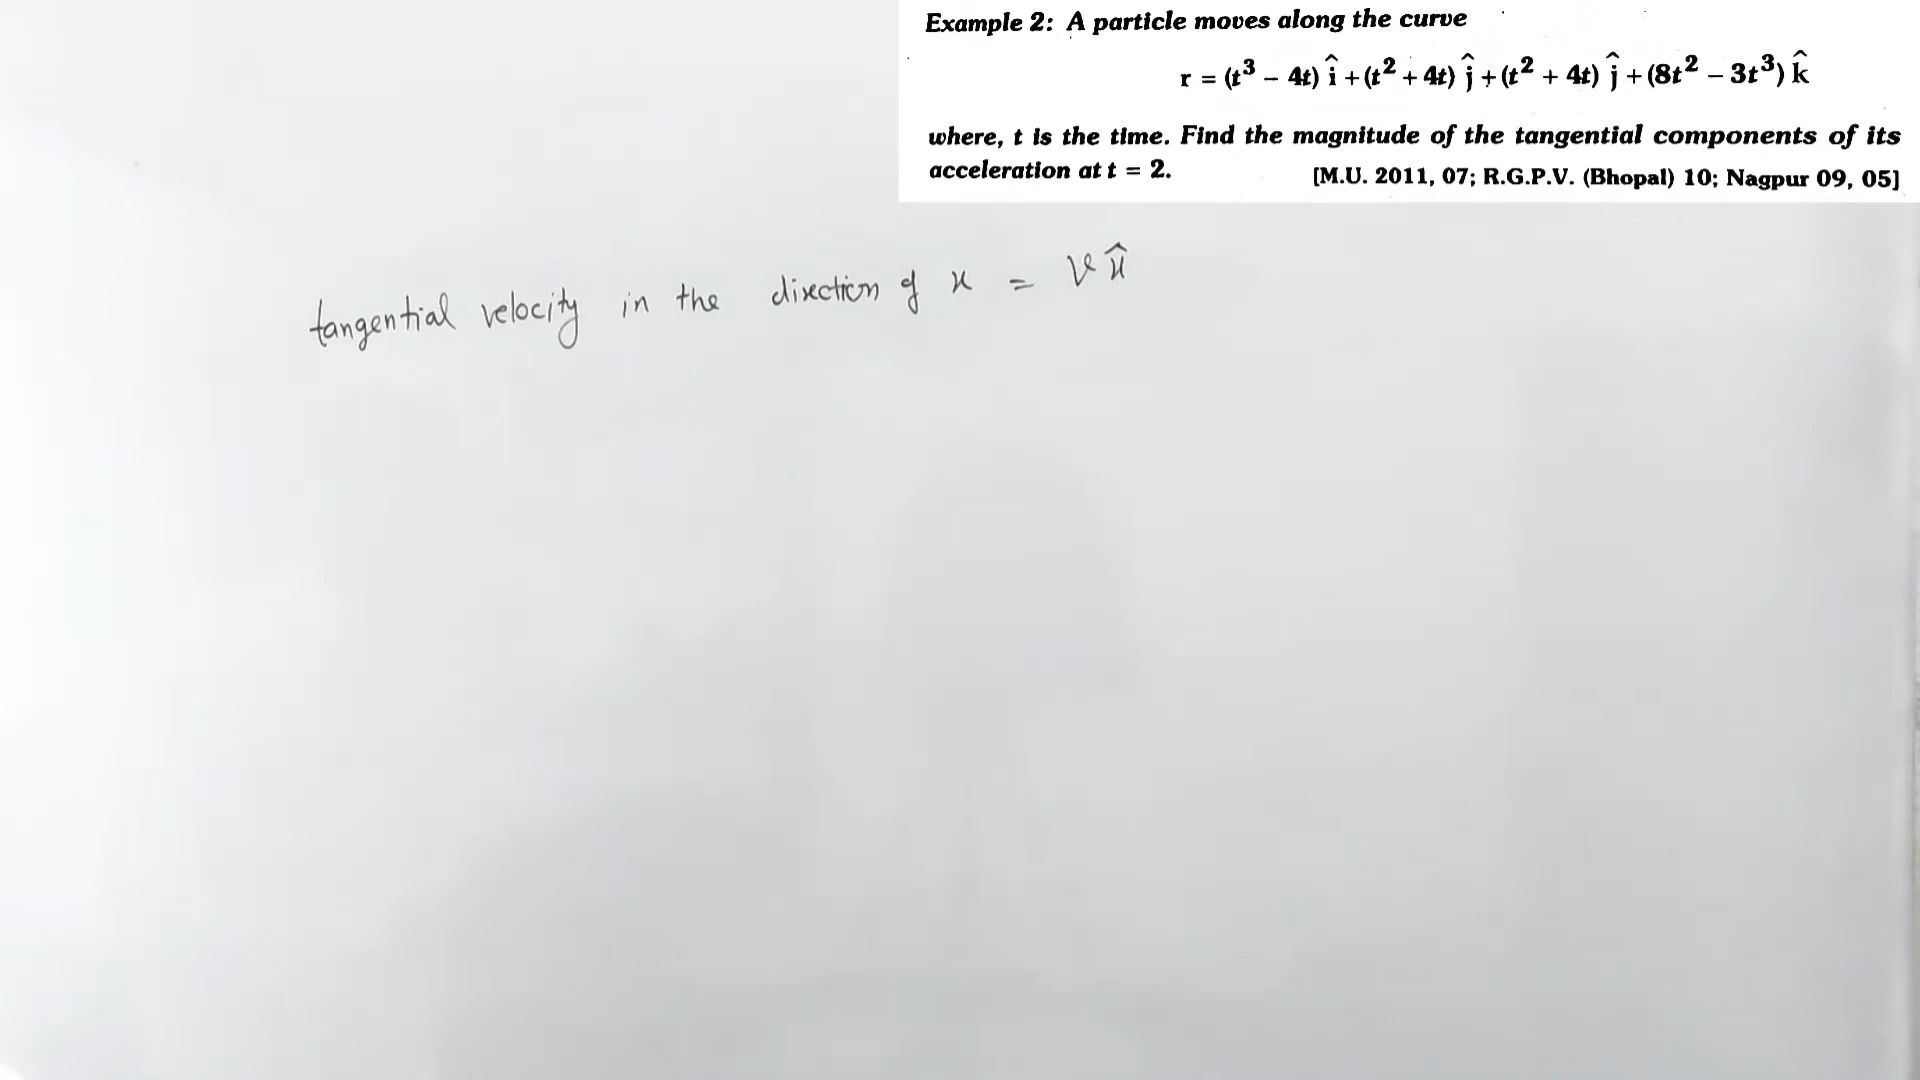 Example 2: A particle moves along the curve
r = (t³ – 4t) î + (t² + 4t) ĵ + (t² + 4t) ĵ + (8t² – 3t³) k̂
where, t is the time. Find the magnitude of the tangential components of its
acceleration at t = 2. [M.U. 2011, 07; R.G.P.V. (Bhopal) 10; Nagpur 09, 05]
tangential velocity in the direction of x =